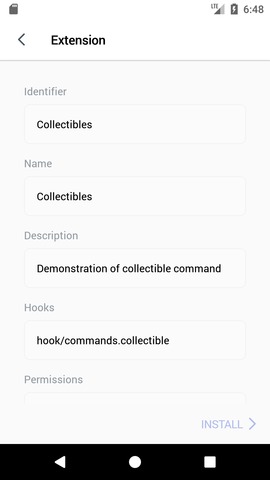 LTE 6:48
Extension
Identifier
Collectibles
Name
Collectibles
Description
Demonstration of collectible command
Hooks
hook/commands.collectible
Permissions
INSTALL